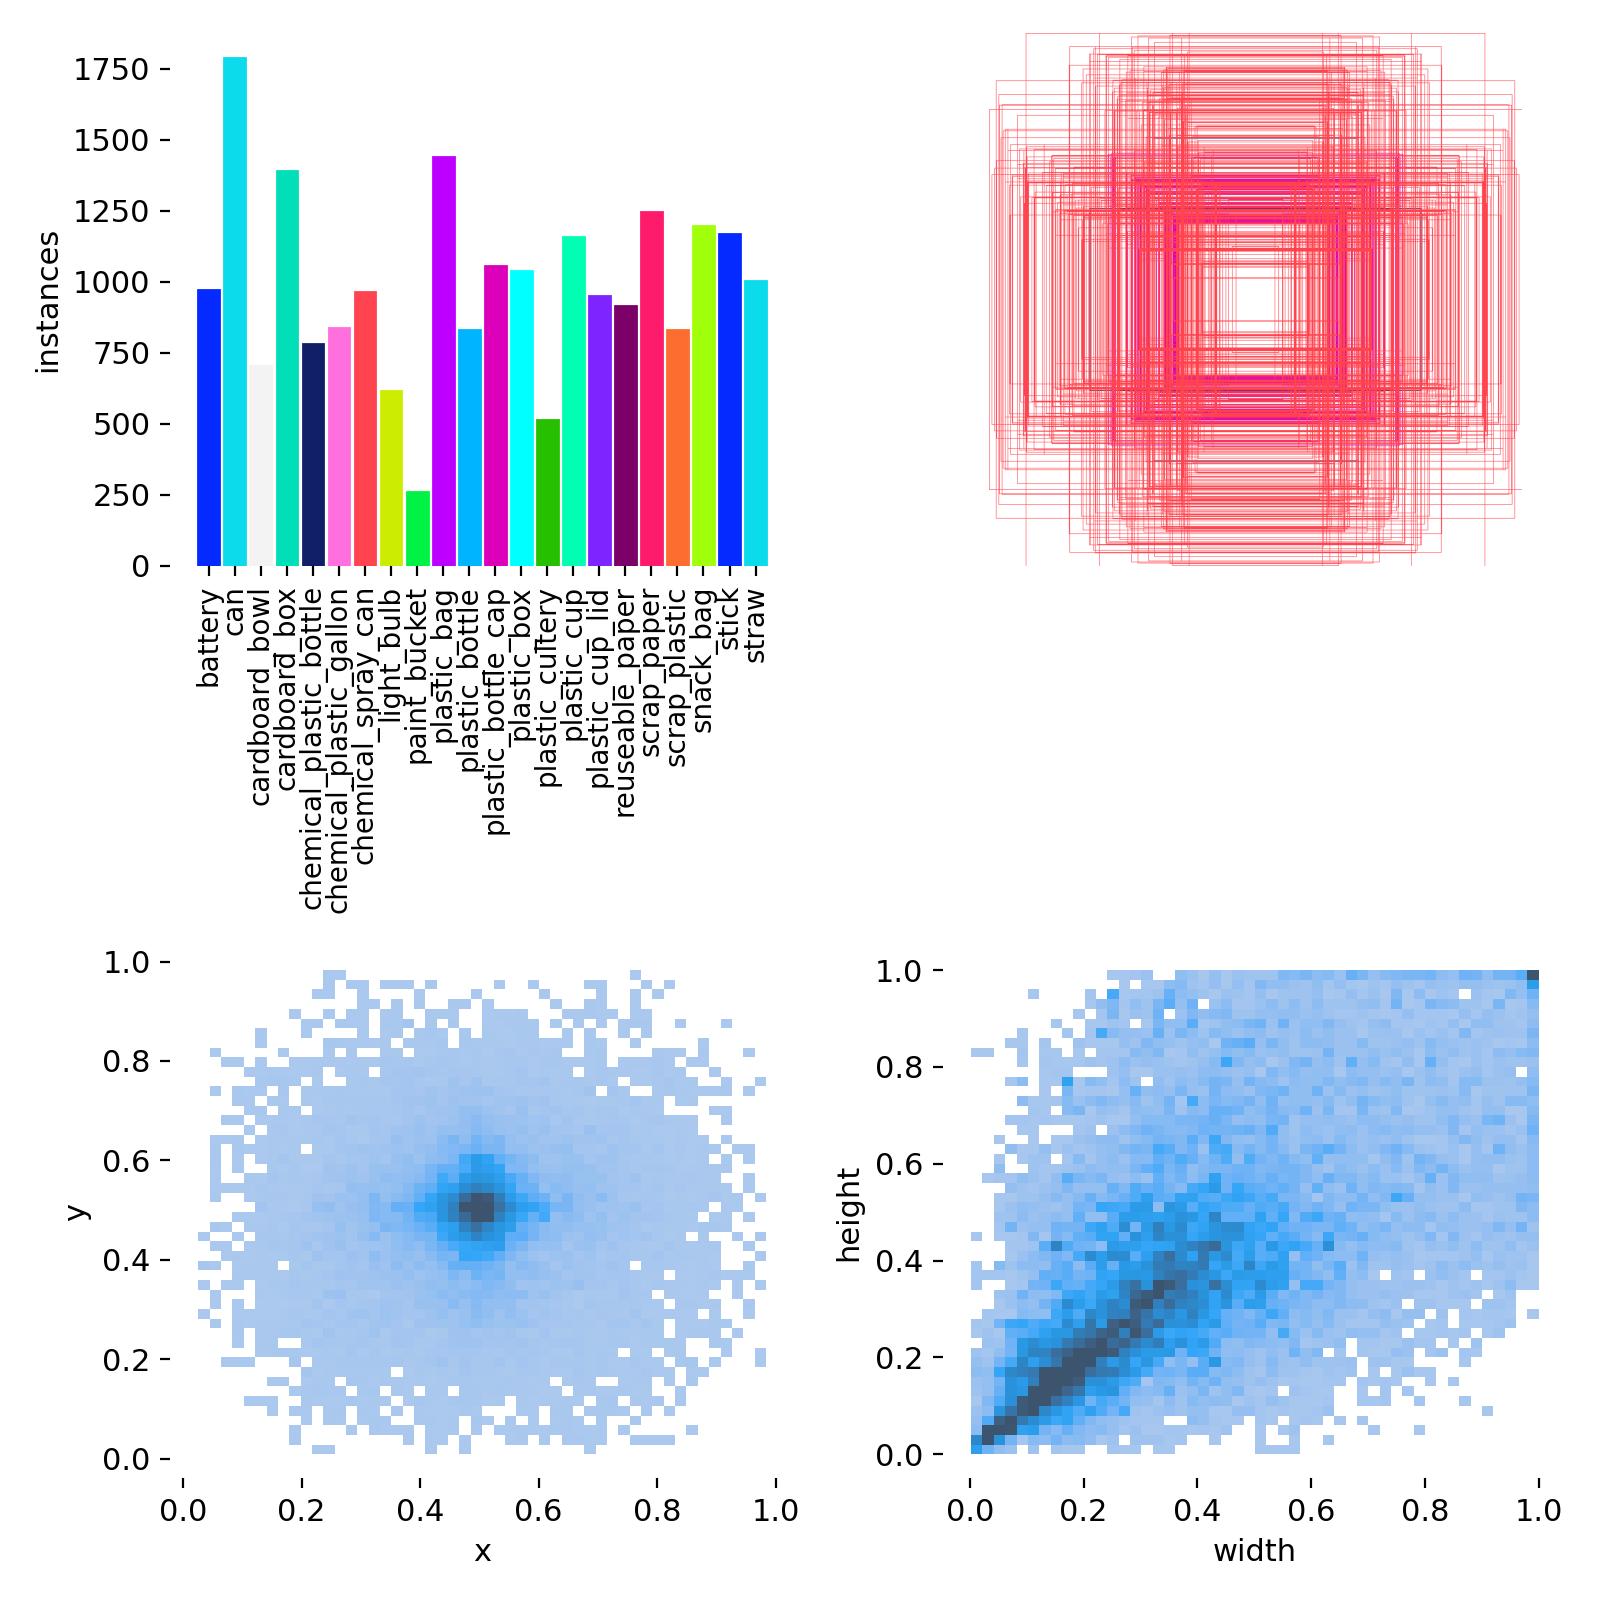 1750
1500
1250
1000
750
500
250
0
instances
battery
can
cardboard_bowl
cardboard_box
chemical_plastic_bottle
chemical_plastic_gallon
chemical_spray_can
light_bulb
paint_bucket
plastic_bag
plastic_bottle
plastic_bottle_cap
plastic_box
plastic_cultery
plastic_cup
plastic_cup_lid
reuseable_paper
scrap_paper
scrap_plastic
snack_bag
stick
straw
1.0
0.8
0.6
0.4
0.2
0.0
y
0.0 0.2 0.4 0.6 0.8 1.0
x
1.0
0.8
0.6
0.4
0.2
0.0
height
0.0 0.2 0.4 0.6 0.8 1.0
width